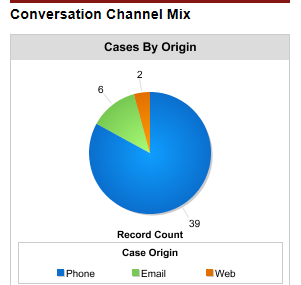 Conversation Channel Mix
Cases By Origin
2
6
39
Record Count
Case Origin
Phone Email Web